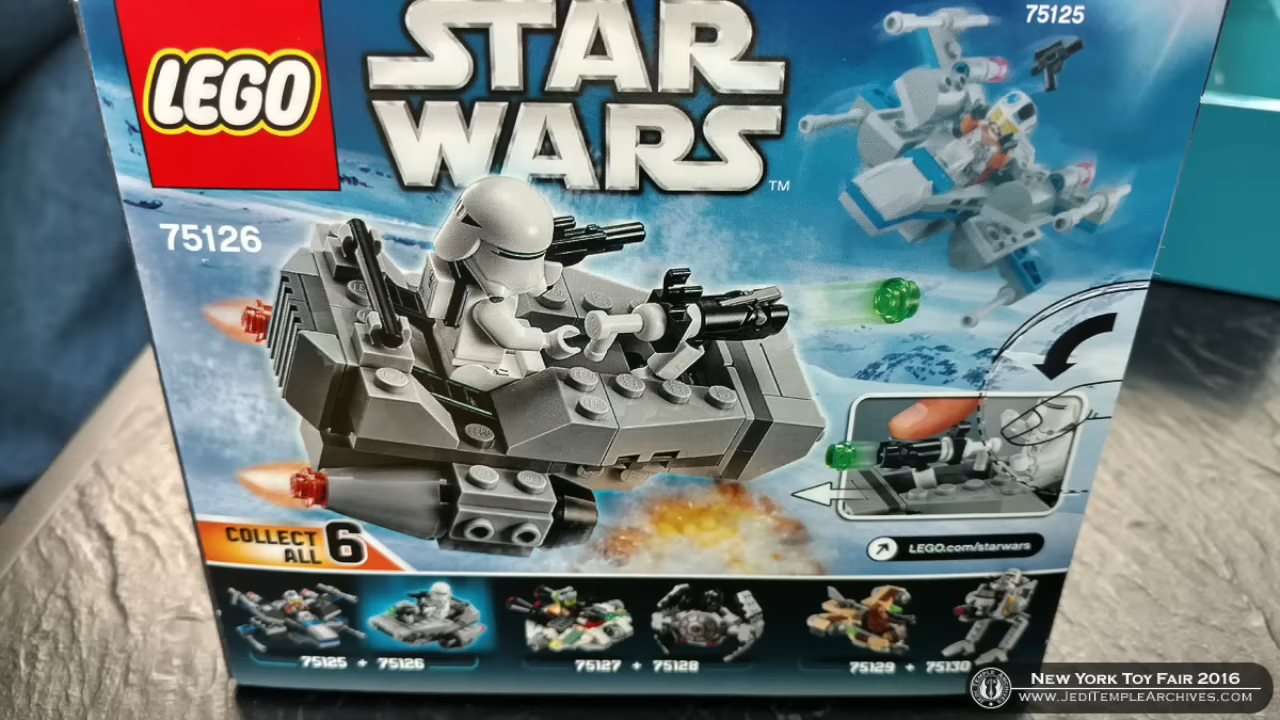 LEGO
STAR
WARS
TM
75125
75126
COLLECT
ALL 6
LEGO.com/starwars
75125 + 75126
75127 + 75128
75129 + 75130
NEW YORK TOY FAIR 2016
WWW.JEDITEMPLEARCHIVES.COM